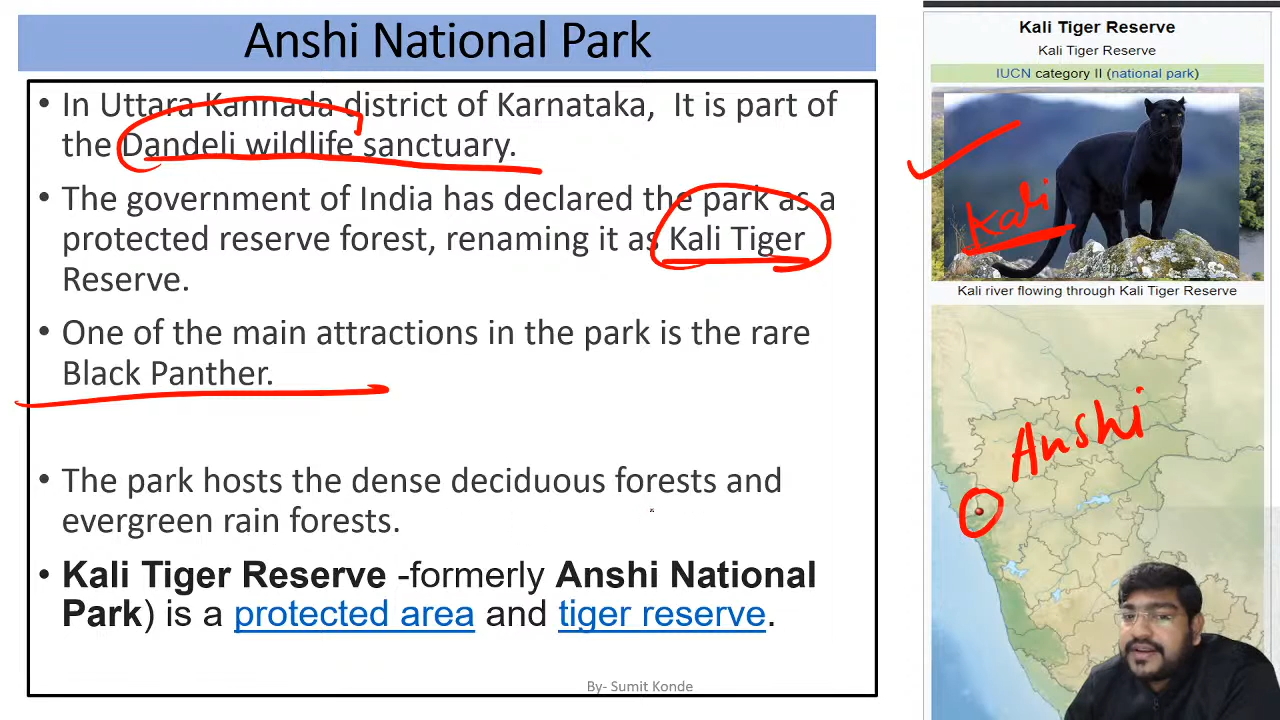 Anshi National Park
• In Uttara Kannada district of Karnataka, It is part of
the Dandeli wildlife sanctuary.
• The government of India has declared the park as a
protected reserve forest, renaming it as Kali Tiger
Reserve.
• One of the main attractions in the park is the rare
Black Panther.
• The park hosts the dense deciduous forests and
evergreen rain forests.
• Kali Tiger Reserve -formerly Anshi National
Park) is a protected area and tiger reserve.
By- Sumit Konde
Kali Tiger Reserve
Kali Tiger Reserve
IUCN category II (national park)
Kali
Kali river flowing through Kali Tiger Reserve
Anshi